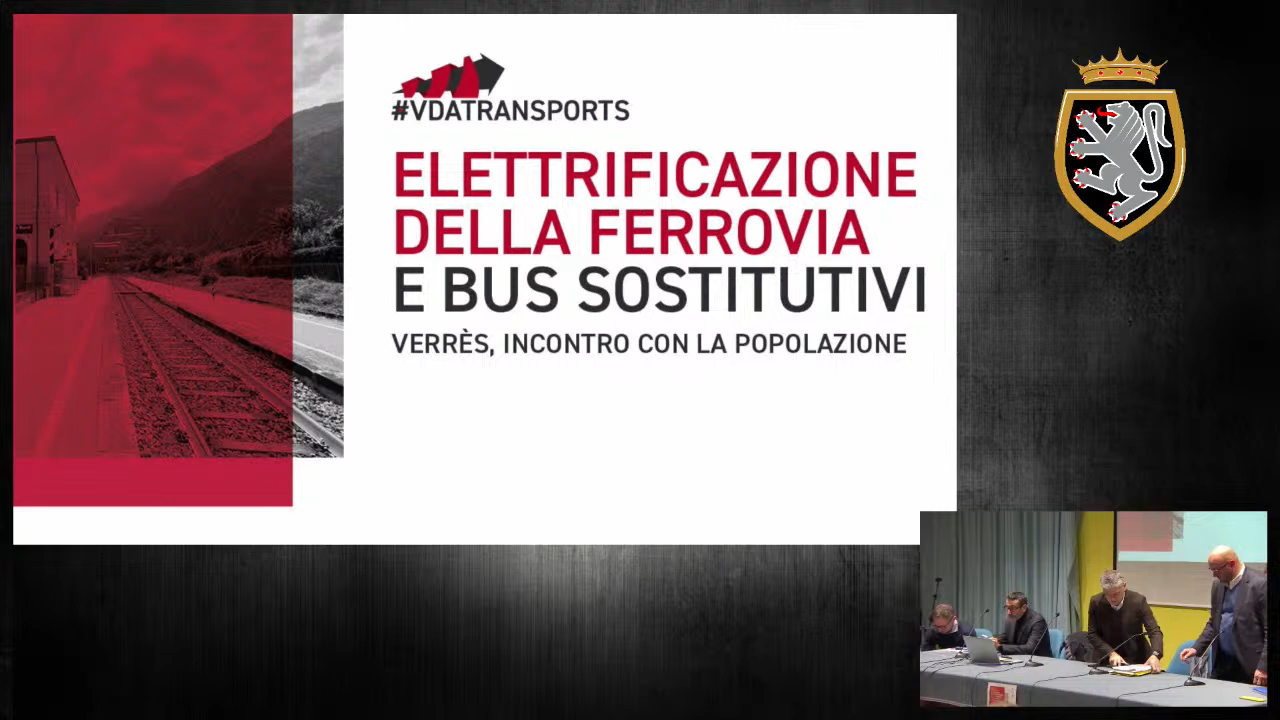 #VDATRANSPORTS
ELETTRIFICAZIONE
DELLA FERROVIA
E BUS SOSTITUTIVI
VERRÈS, INCONTRO CON LA POPOLAZIONE